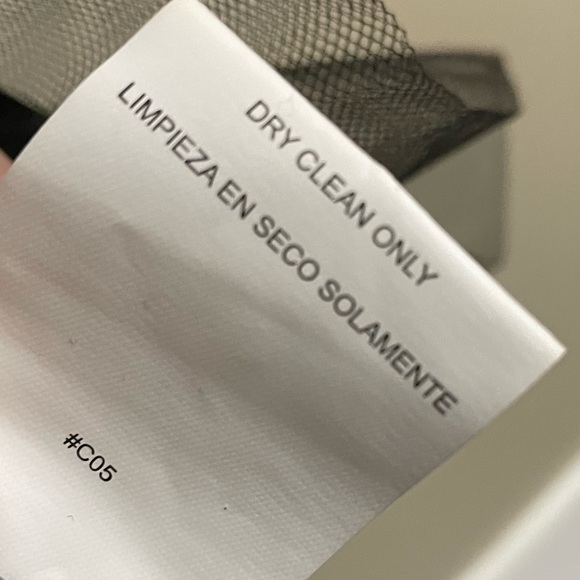 DRY CLEAN ONLY
LIMPIEZA EN SECO SOLAMENTE
#C05